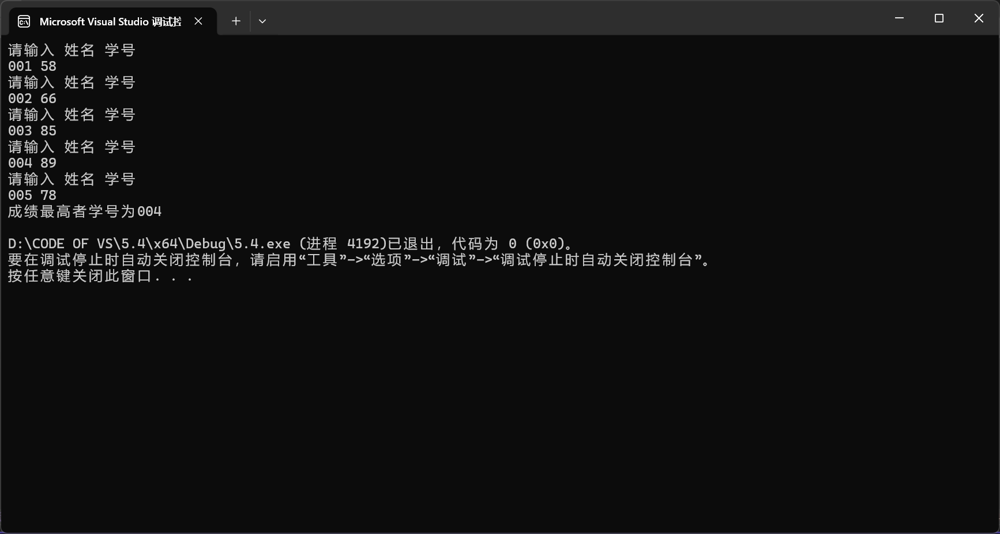 Microsoft Visual Studio 调试控
请输入 姓名 学号
001 58
请输入 姓名 学号
002 66
请输入 姓名 学号
003 85
请输入 姓名 学号
004 89
请输入 姓名 学号
005 78
成绩最高者学号为004
D:\CODE OF VS\5.4\x64\Debug\5.4.exe (进程 4192)已退出，代码为 0 (0x0)。
要在调试停止时自动关闭控制台，请启用“工具”->“选项”->“调试”->“调试停止时自动关闭控制台”。
按任意键关闭此窗口. . .